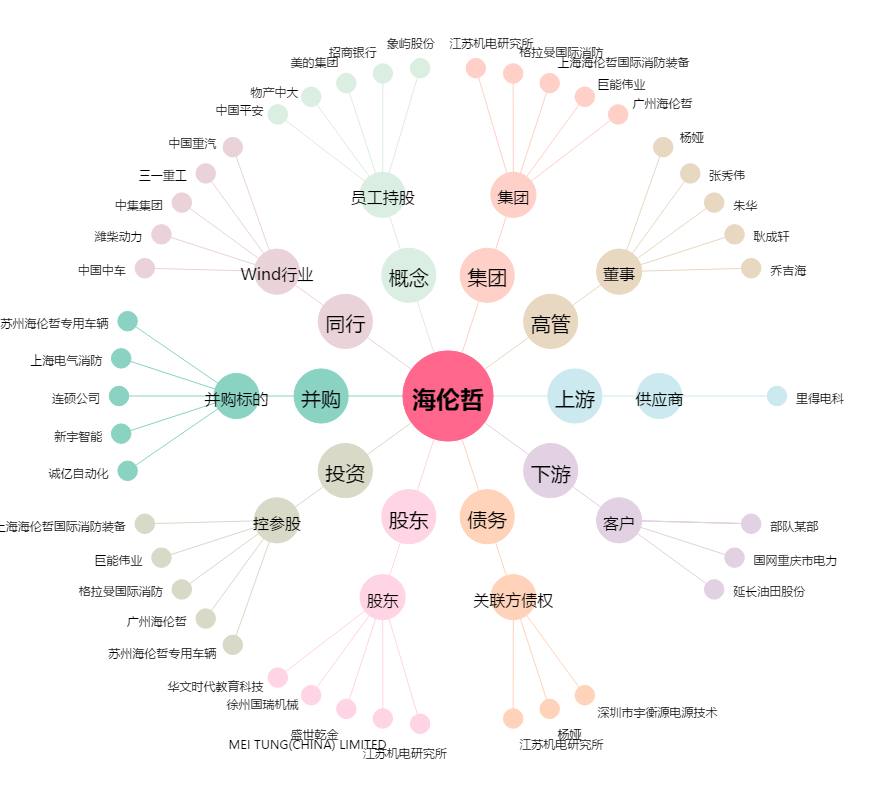 象屿股份
江苏机电研究所
招商银行
格拉曼国际消防
美的集团
上海海伦哲国际消防装备
物产中大
巨能伟业
中国平安
广州海伦哲
中国重汽
杨娅
三一重工
张秀伟
员工持股
集团
中集集团
朱华
潍柴动力
耿成轩
中国中车
Wind行业
概念
集团
董事
乔吉海
苏州海伦哲专用车辆
同行
高管
上海电气消防
连硕公司
并购标的
并购
海伦哲
上游
供应商
里得电科
新宇智能
诚亿自动化
投资
下游
上海海伦哲国际消防装备
控参股
股东
债务
客户
部队某部
巨能伟业
国网重庆市电力
格拉曼国际消防
延长油田股份
广州海伦哲
股东
关联方债权
苏州海伦哲专用车辆
华文时代教育科技
徐州国瑞机械
深圳市宇衡源电源技术
盛世乾金
杨娅
MEI TUNG(CHINA) LIMITED
江苏机电研究所
江苏机电研究所